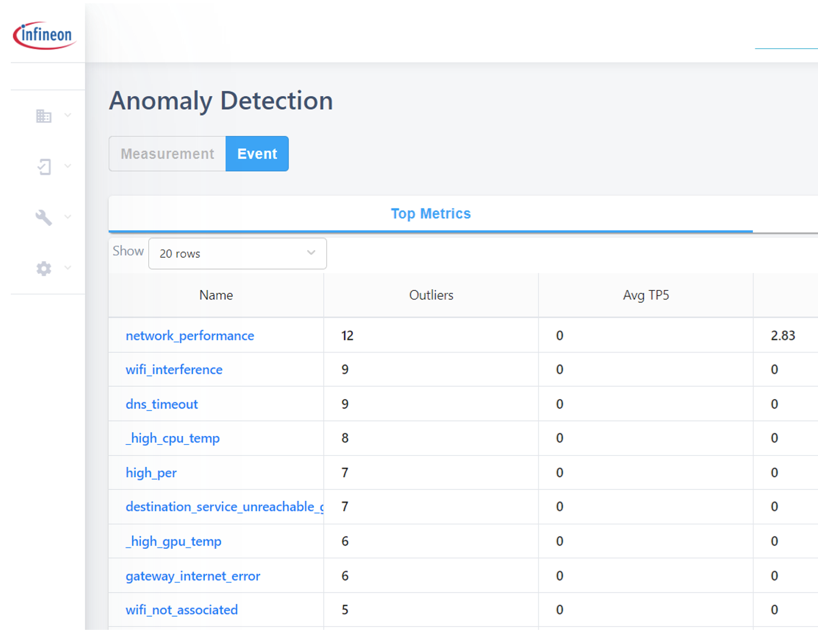 infineon
Anomaly Detection
Measurement Event
Top Metrics
Show 20 rows
Name Outliers Avg TP5
network_performance 12 0 2.83
wifi_interference 9 0 0
dns_timeout 9 0 0
_high_cpu_temp 8 0 0
high_per 7 0 0
destination_service_unreachable_g 7 0 0
_high_gpu_temp 6 0 0
gateway_internet_error 6 0 0
wifi_not_associated 5 0 0